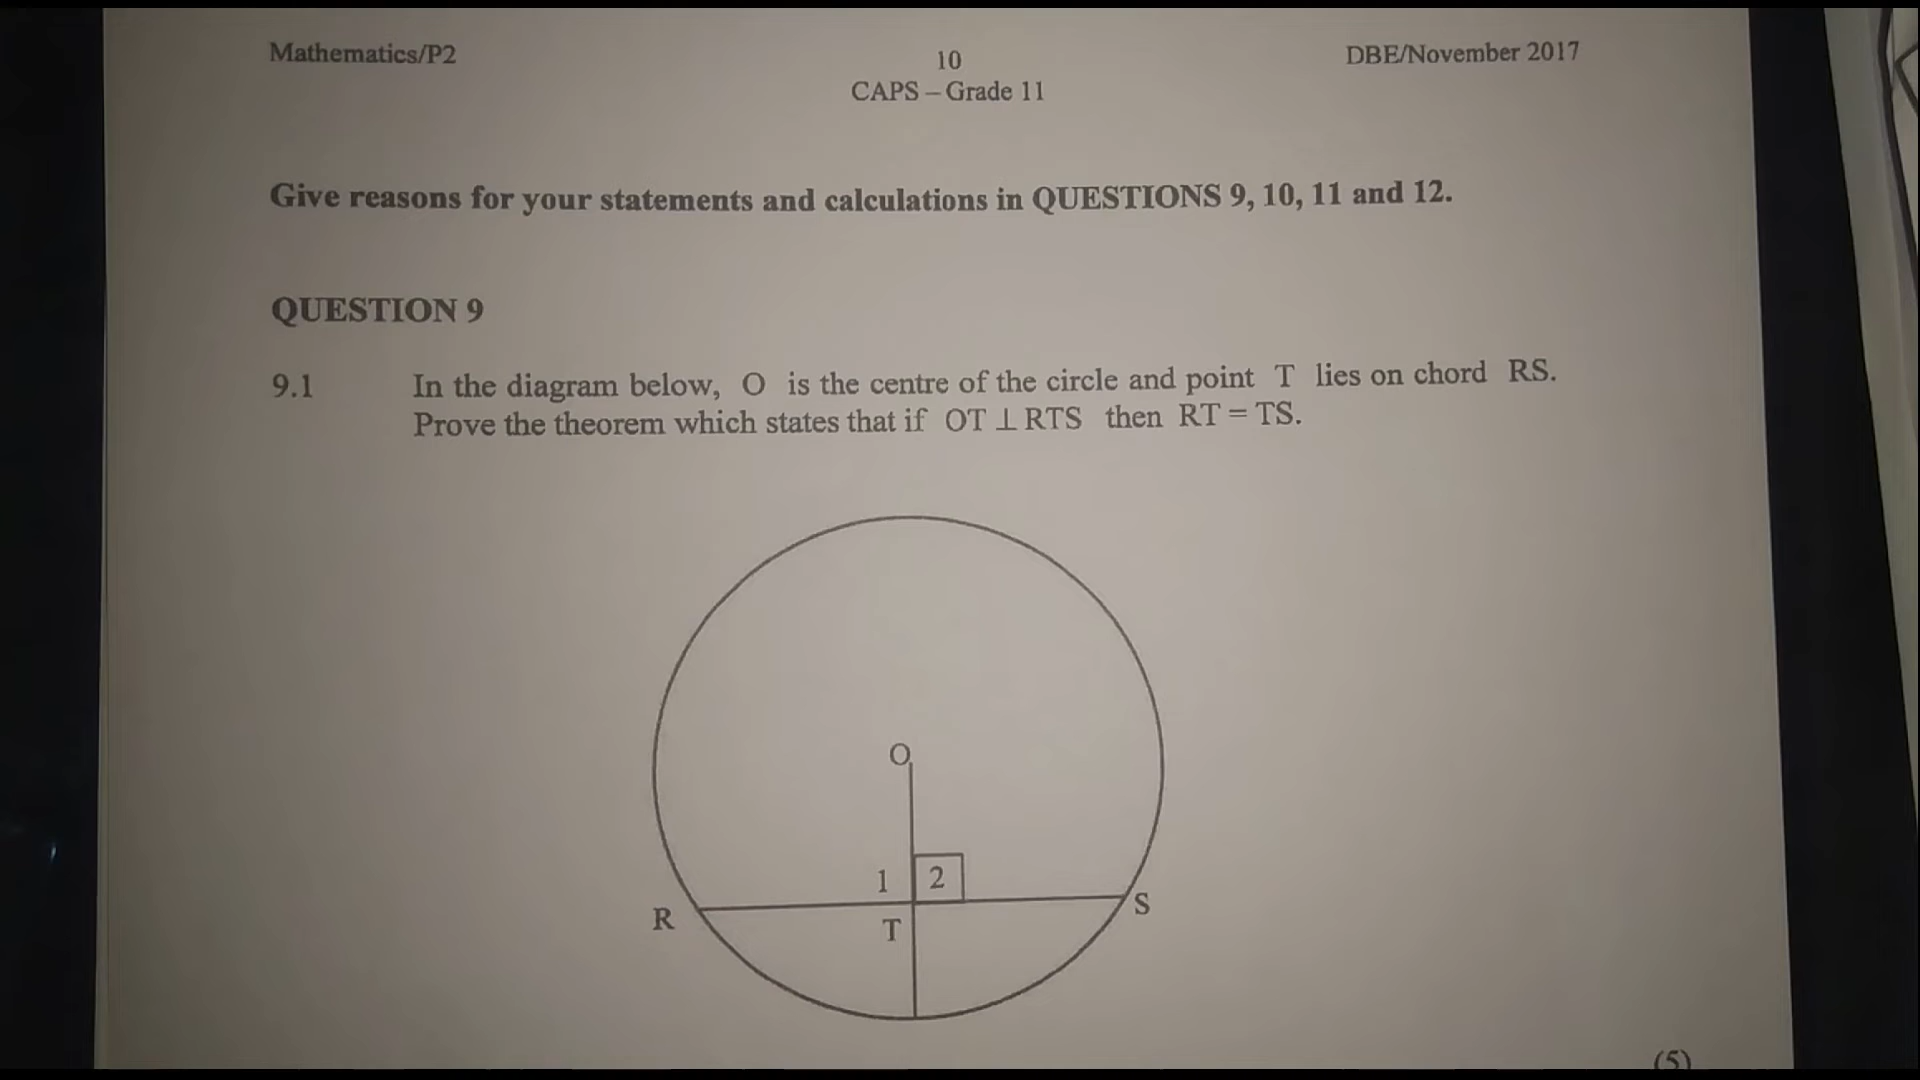 Mathematics/P2
10
DBE/November 2017
CAPS – Grade 11
Give reasons for your statements and calculations in QUESTIONS 9, 10, 11 and 12.
QUESTION 9
9.1 In the diagram below, O is the centre of the circle and point T lies on chord RS.
Prove the theorem which states that if OT ⊥ RTS then RT = TS.
O
1 2
R T S
(5)